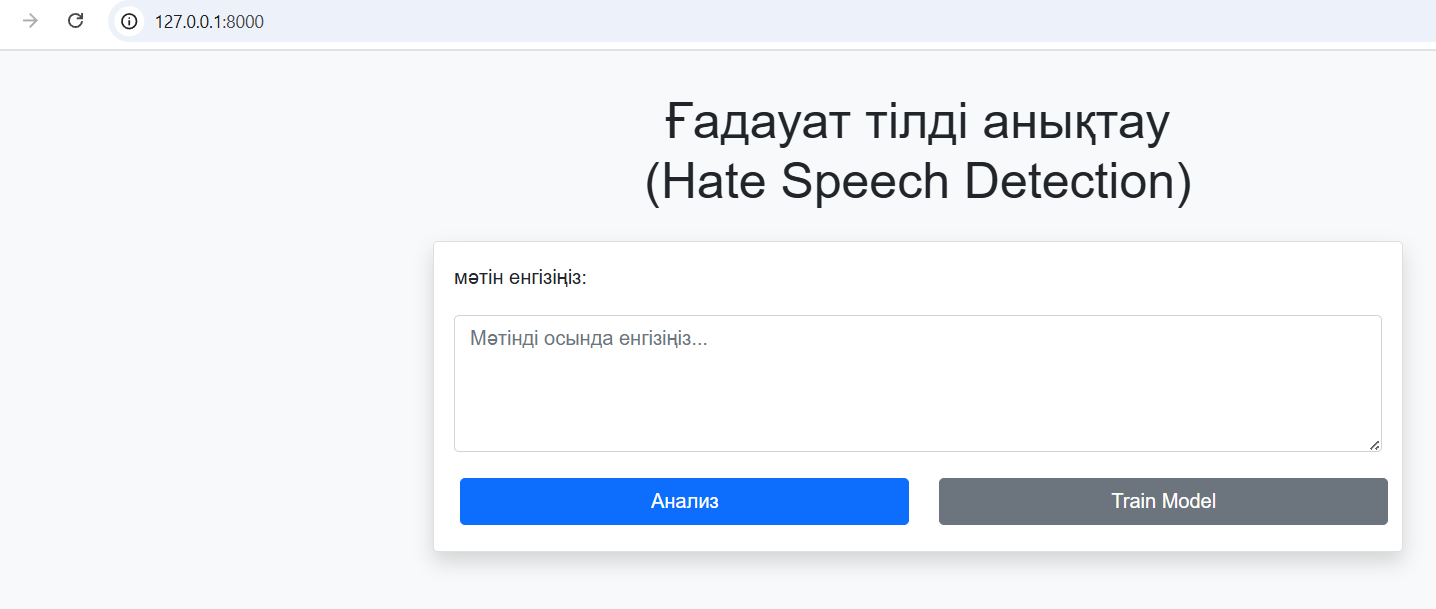 127.0.0.1:8000
Ғадауат тілді анықтау
(Hate Speech Detection)
мәтін енгізіңіз:
Мәтінді осында енгізіңіз...
Анализ
Train Model